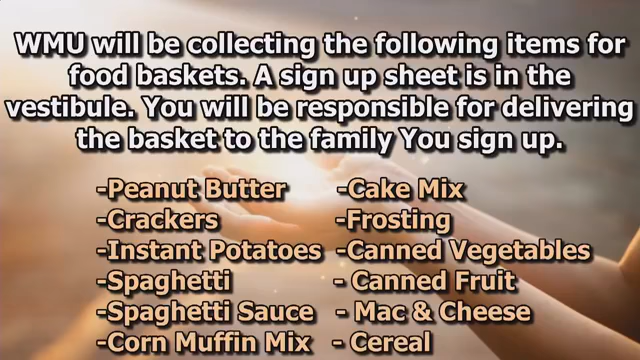 WMU will be collecting the following items for
food baskets. A sign up sheet is in the
vestibule. You will be responsible for delivering
the basket to the family You sign up.
-Peanut Butter
-Crackers
-Instant Potatoes
-Spaghetti
-Spaghetti Sauce
-Corn Muffin Mix
-Cake Mix
-Frosting
-Canned Vegetables
- Canned Fruit
- Mac & Cheese
- Cereal